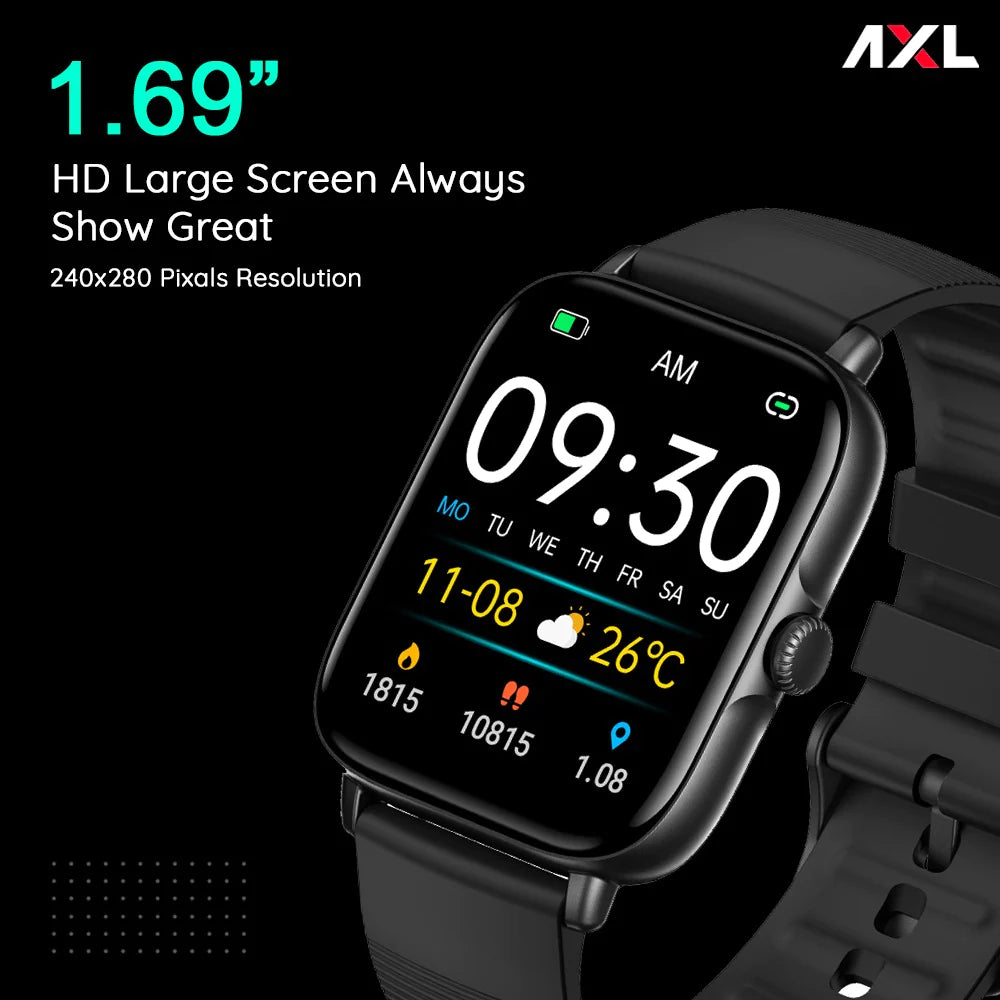 AXL
1.69”
HD Large Screen Always
Show Great
240x280 Pixals Resolution
AM
09:30
MO TU WE TH FR SA SU
11-08 26°C
1815 10815 1.08